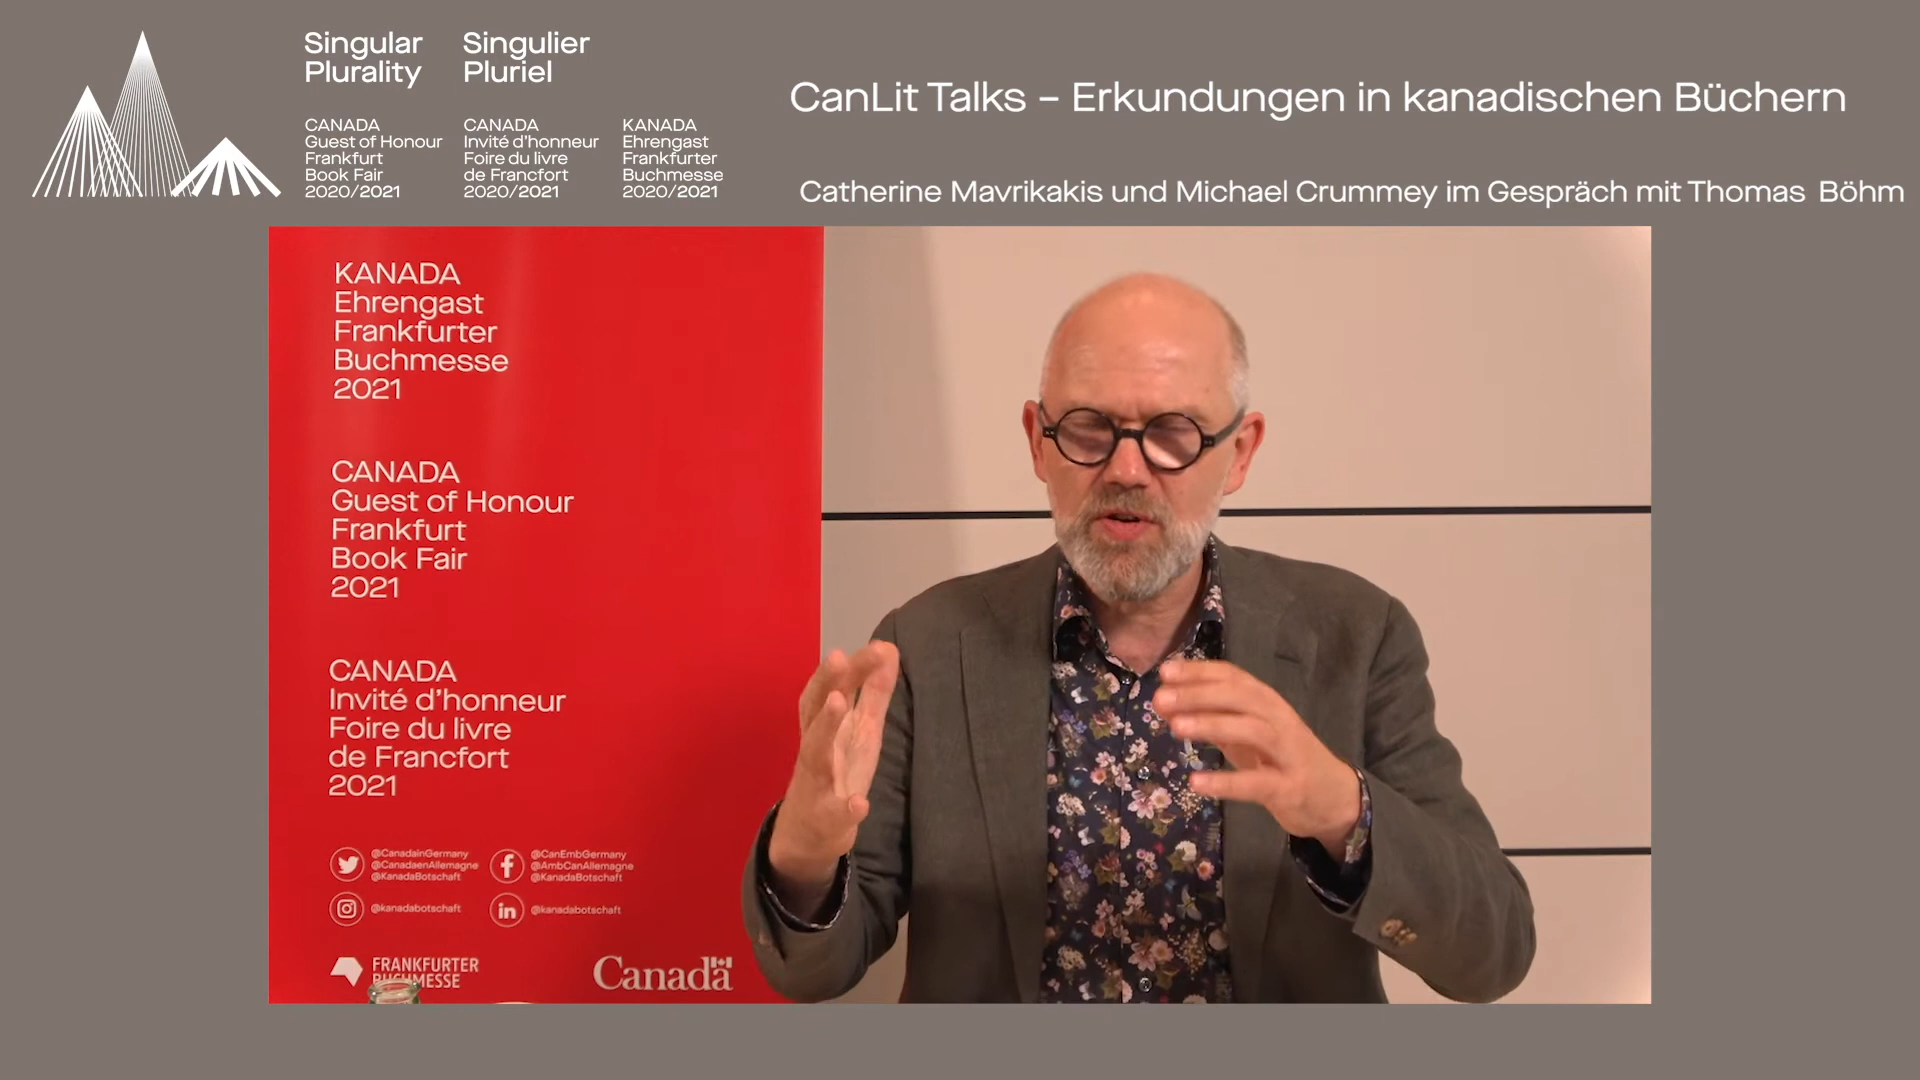 Singular
Plurality
Singulier
Pluriel
CANADA
Guest of Honour
Frankfurt
Book Fair
2020/2021
CANADA
Invité d'honneur
Foire du livre
de Francfort
2020/2021
KANADA
Ehrengast
Frankfurter
Buchmesse
2020/2021
CanLit Talks – Erkundungen in kanadischen Büchern
Catherine Mavrikakis und Michael Crummey im Gespräch mit Thomas Böhm
KANADA
Ehrengast
Frankfurter
Buchmesse
2021
CANADA
Guest of Honour
Frankfurt
Book Fair
2021
CANADA
Invité d'honneur
Foire du livre
de Francfort
2021
@CanadainGermany
@CanadaenAllemagne
@KanadaBotschaft
@CanEmbGermany
@AmbCanAllemagne
@KanadaBotschaft
@kanadabotschaft
in
@kanadabotschaft
FRANKFURTER
BUCHMESSE
Canada